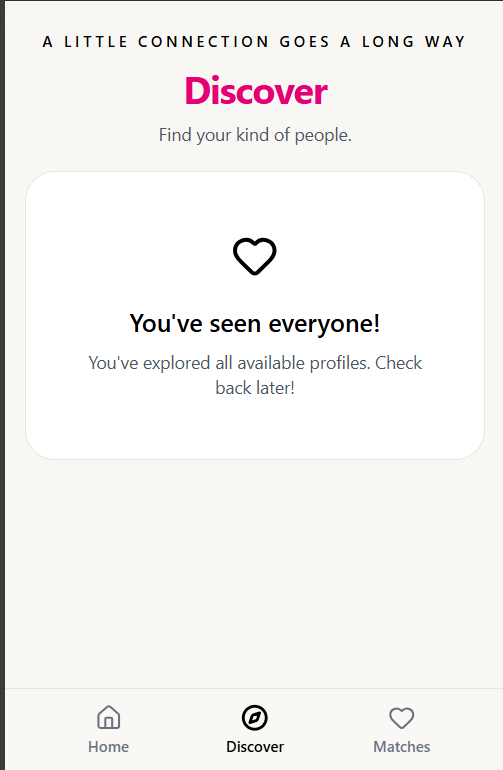 A LITTLE CONNECTION GOES A LONG WAY
Discover
Find your kind of people.
You've seen everyone!
You've explored all available profiles. Check
back later!
Home
Discover
Matches